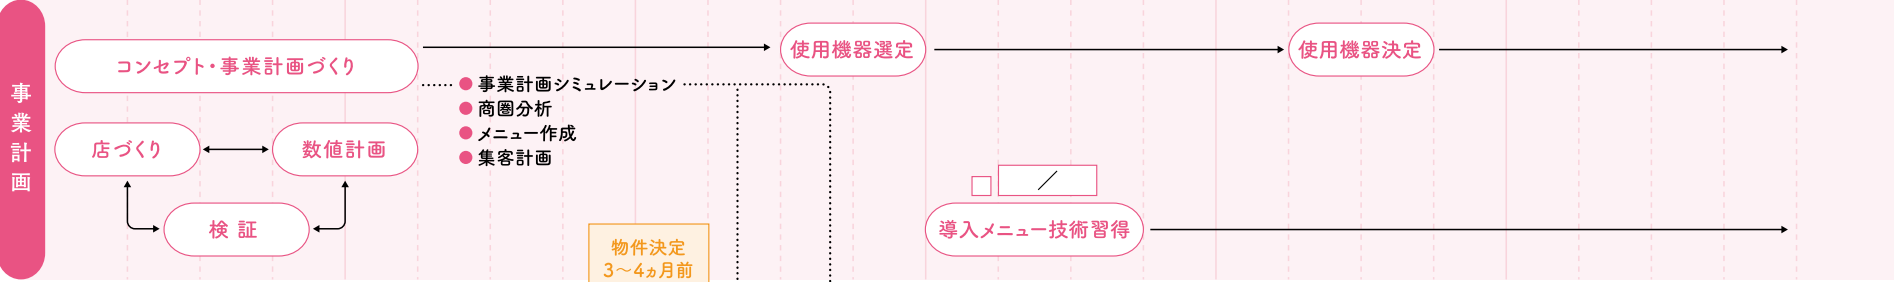 事業計画
コンセプト・事業計画づくり
使用機器選定
使用機器決定
事業計画シミュレーション
商圏分析
メニュー作成
集客計画
店づくり
数値計画
検証
/
導入メニュー技術習得
物件決定
3〜4ヵ月前